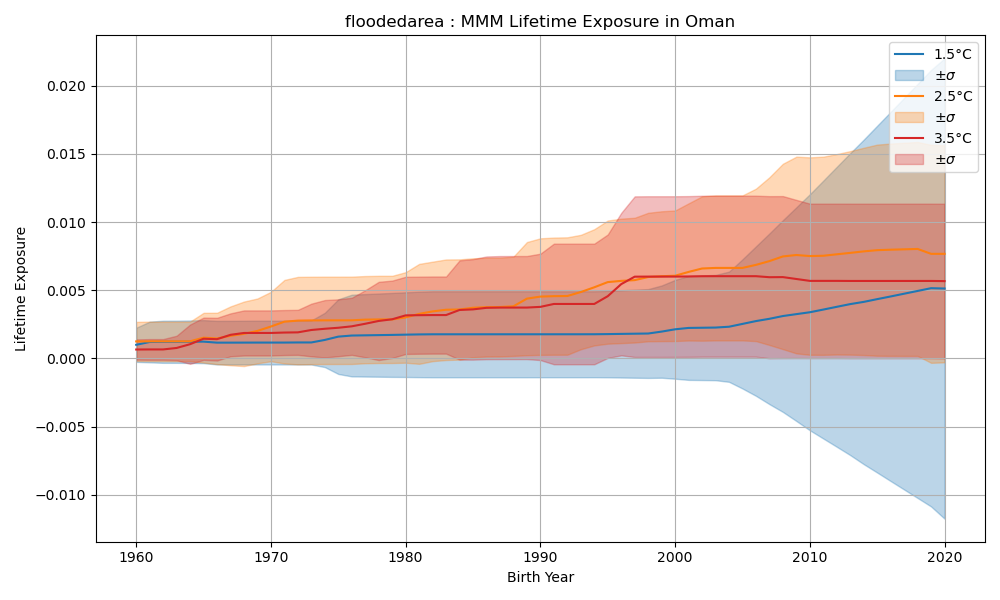 floodedarea : MMM Lifetime Exposure in Oman
1.5°C
±σ
2.5°C
±σ
3.5°C
±σ
0.020
0.015
0.010
0.005
0.000
−0.005
−0.010
Lifetime Exposure
1960 1970 1980 1990 2000 2010 2020
Birth Year